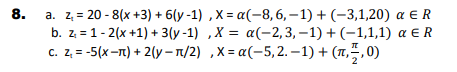 8. a. z₁ = 20 - 8(x +3) + 6(y -1) , X = α(−8, 6, −1) + (−3,1,20) α ∈ R
b. z₁ = 1 - 2(x +1) + 3(y -1) , X = α(−2, 3, −1) + (−1,1,1) α ∈ R
c. z₁ = -5(x−π) + 2(y − π/2) , X = α(−5, 2. −1) + (π, π/2, 0)